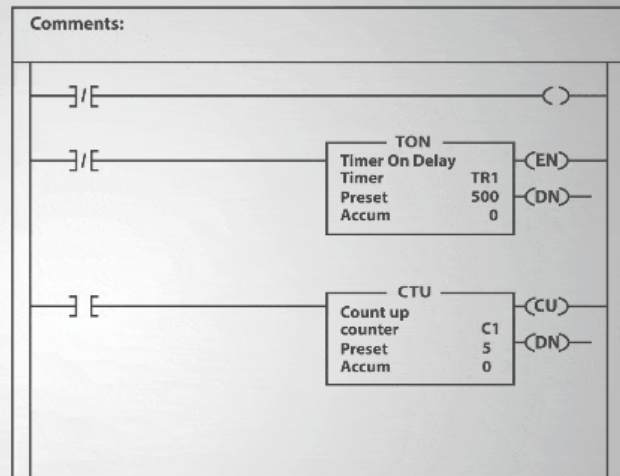 Comments:
TON
Timer On Delay
Timer TR1
Preset 500
Accum 0
EN
DN
CTU
Count up
counter C1
Preset 5
Accum 0
CU
DN